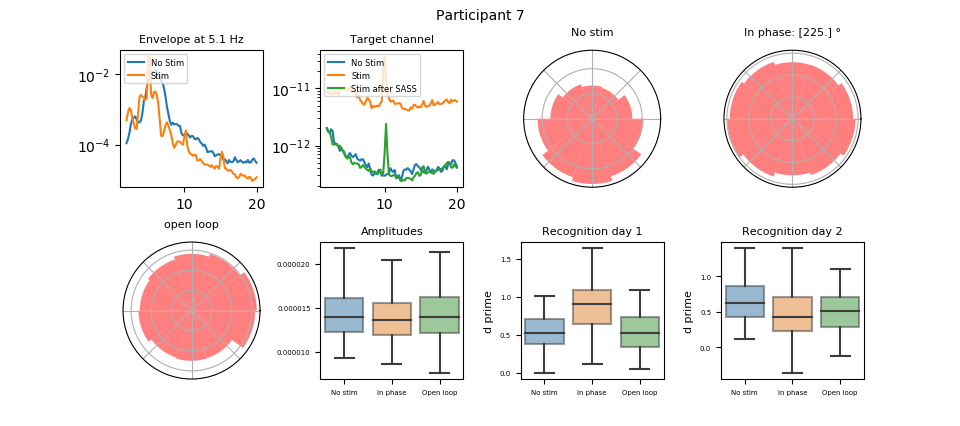 Participant 7
Envelope at 5.1 Hz
No Stim
Stim
10⁻²
10⁻⁴
10
20
Target channel
No Stim
Stim
Stim after SASS
10⁻¹¹
10⁻¹²
10
20
No stim
In phase: [225.] °
open loop
Amplitudes
0.000020
0.000015
0.000010
No stim
In phase
Open loop
Recognition day 1
d prime
1.5
1.0
0.5
0.0
No stim
In phase
Open loop
Recognition day 2
d prime
1.0
0.5
0.0
No stim
In phase
Open loop